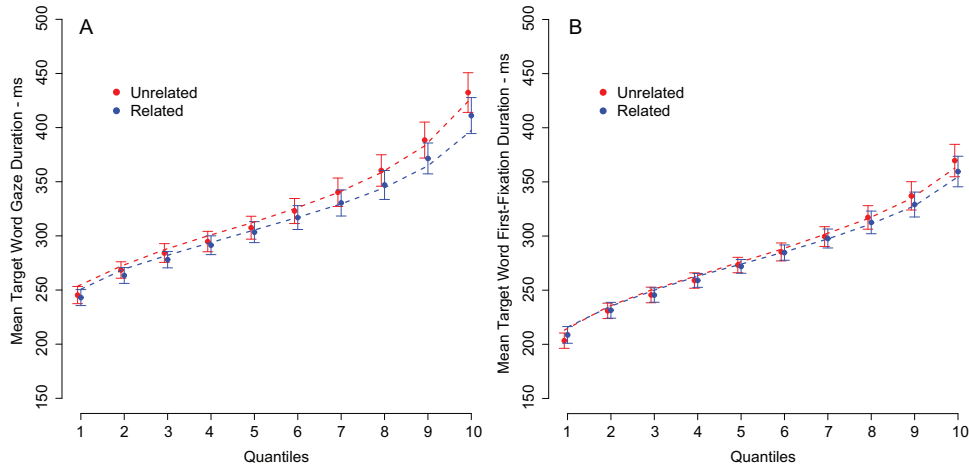 A
Mean Target Word Gaze Duration - ms
500
450
400
350
300
250
200
150
Unrelated
Related
1 2 3 4 5 6 7 8 9 10
Quantiles
B
Mean Target Word First-Fixation Duration - ms
500
450
400
350
300
250
200
150
Unrelated
Related
1 2 3 4 5 6 7 8 9 10
Quantiles